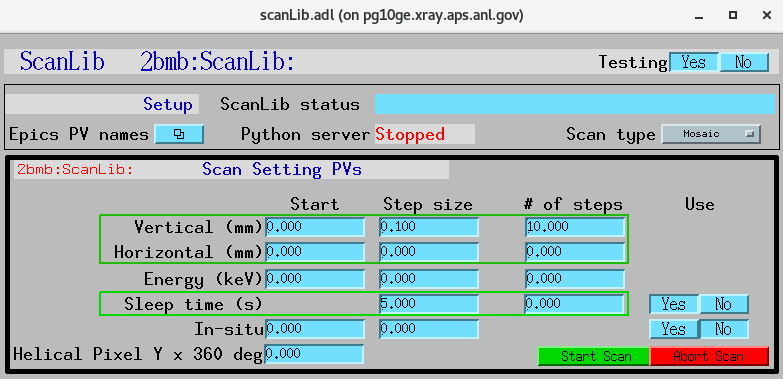 scanLib.adl (on pg10ge.xray.aps.anl.gov)
ScanLib 2bmb:ScanLib: Testing Yes No
Setup ScanLib status
Epics PV names Python server Stopped Scan type Mosaic
2bmb:ScanLib: Scan Setting PVs
Start Step size # of steps Use
Vertical (mm) 0.000 0.100 10.000
Horizontal (mm) 0.000 0.000 0.000
Energy (keV) 0.000 0.000 0.000
Sleep time (s) 5.000 0.000 Yes No
In-situ 0.000 0.000 Yes No
Helical Pixel Y x 360 deg 0.000 Start Scan Abort Scan